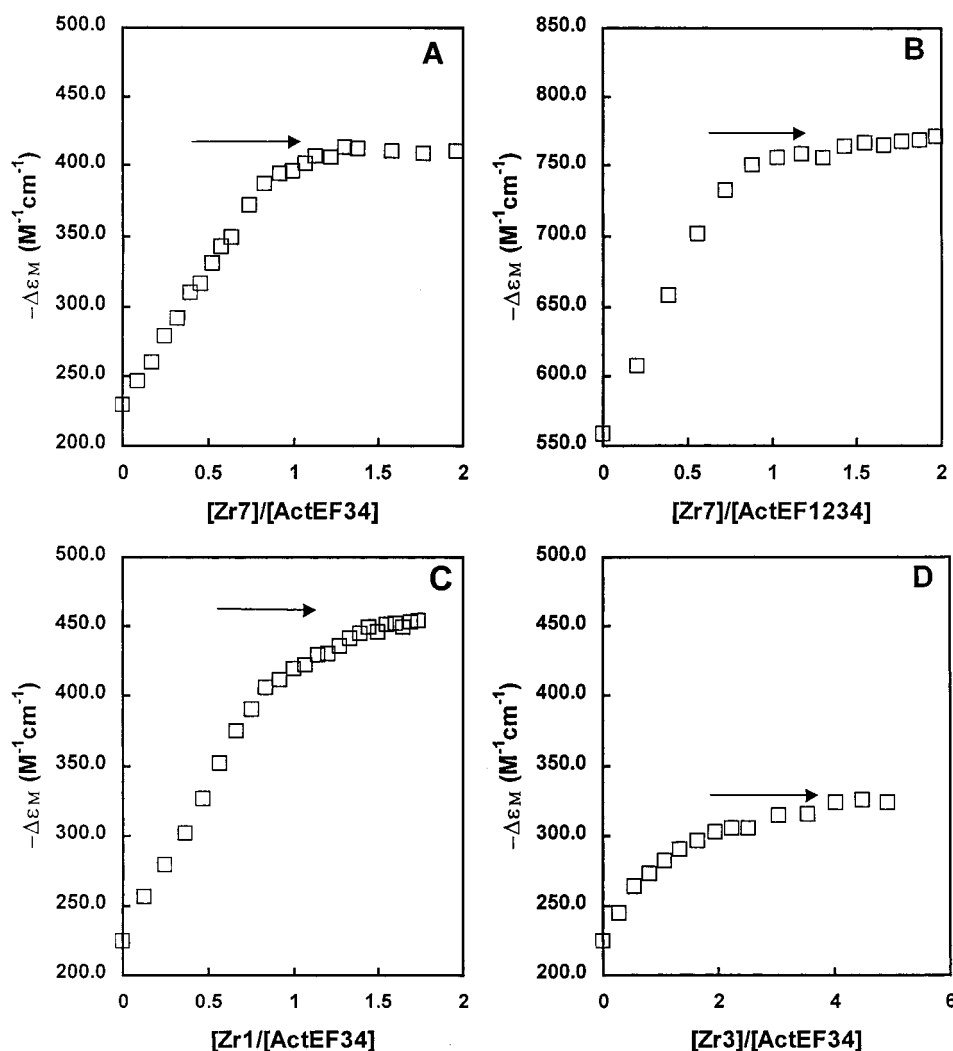 A
500.0
450.0
400.0
350.0
300.0
250.0
200.0
−Δε_M (M⁻¹cm⁻¹)
0 0.5 1 1.5 2
[Zr7]/[ActEF34]
B
850.0
800.0
750.0
700.0
650.0
600.0
550.0
−Δε_M (M⁻¹cm⁻¹)
0 0.5 1 1.5 2
[Zr7]/[ActEF1234]
C
500.0
450.0
400.0
350.0
300.0
250.0
200.0
−Δε_M (M⁻¹cm⁻¹)
0 0.5 1 1.5 2
[Zr1/[ActEF34]
D
500.0
450.0
400.0
350.0
300.0
250.0
200.0
−Δε_M (M⁻¹cm⁻¹)
0 2 4 6
[Zr3]/[ActEF34]